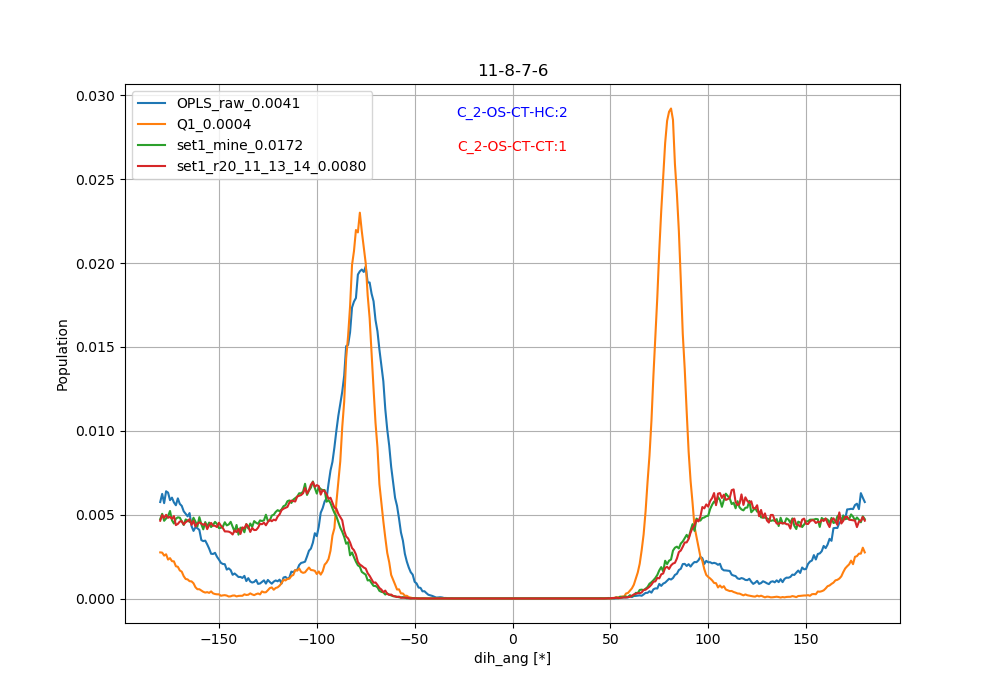 11-8-7-6
0.030
0.025
0.020
0.015
0.010
0.005
0.000
Population
OPLS_raw_0.0041
Q1_0.0004
set1_mine_0.0172
set1_r20_11_13_14_0.0080
C_2-OS-CT-HC:2
C_2-OS-CT-CT:1
−150 −100 −50 0 50 100 150
dih_ang [*]